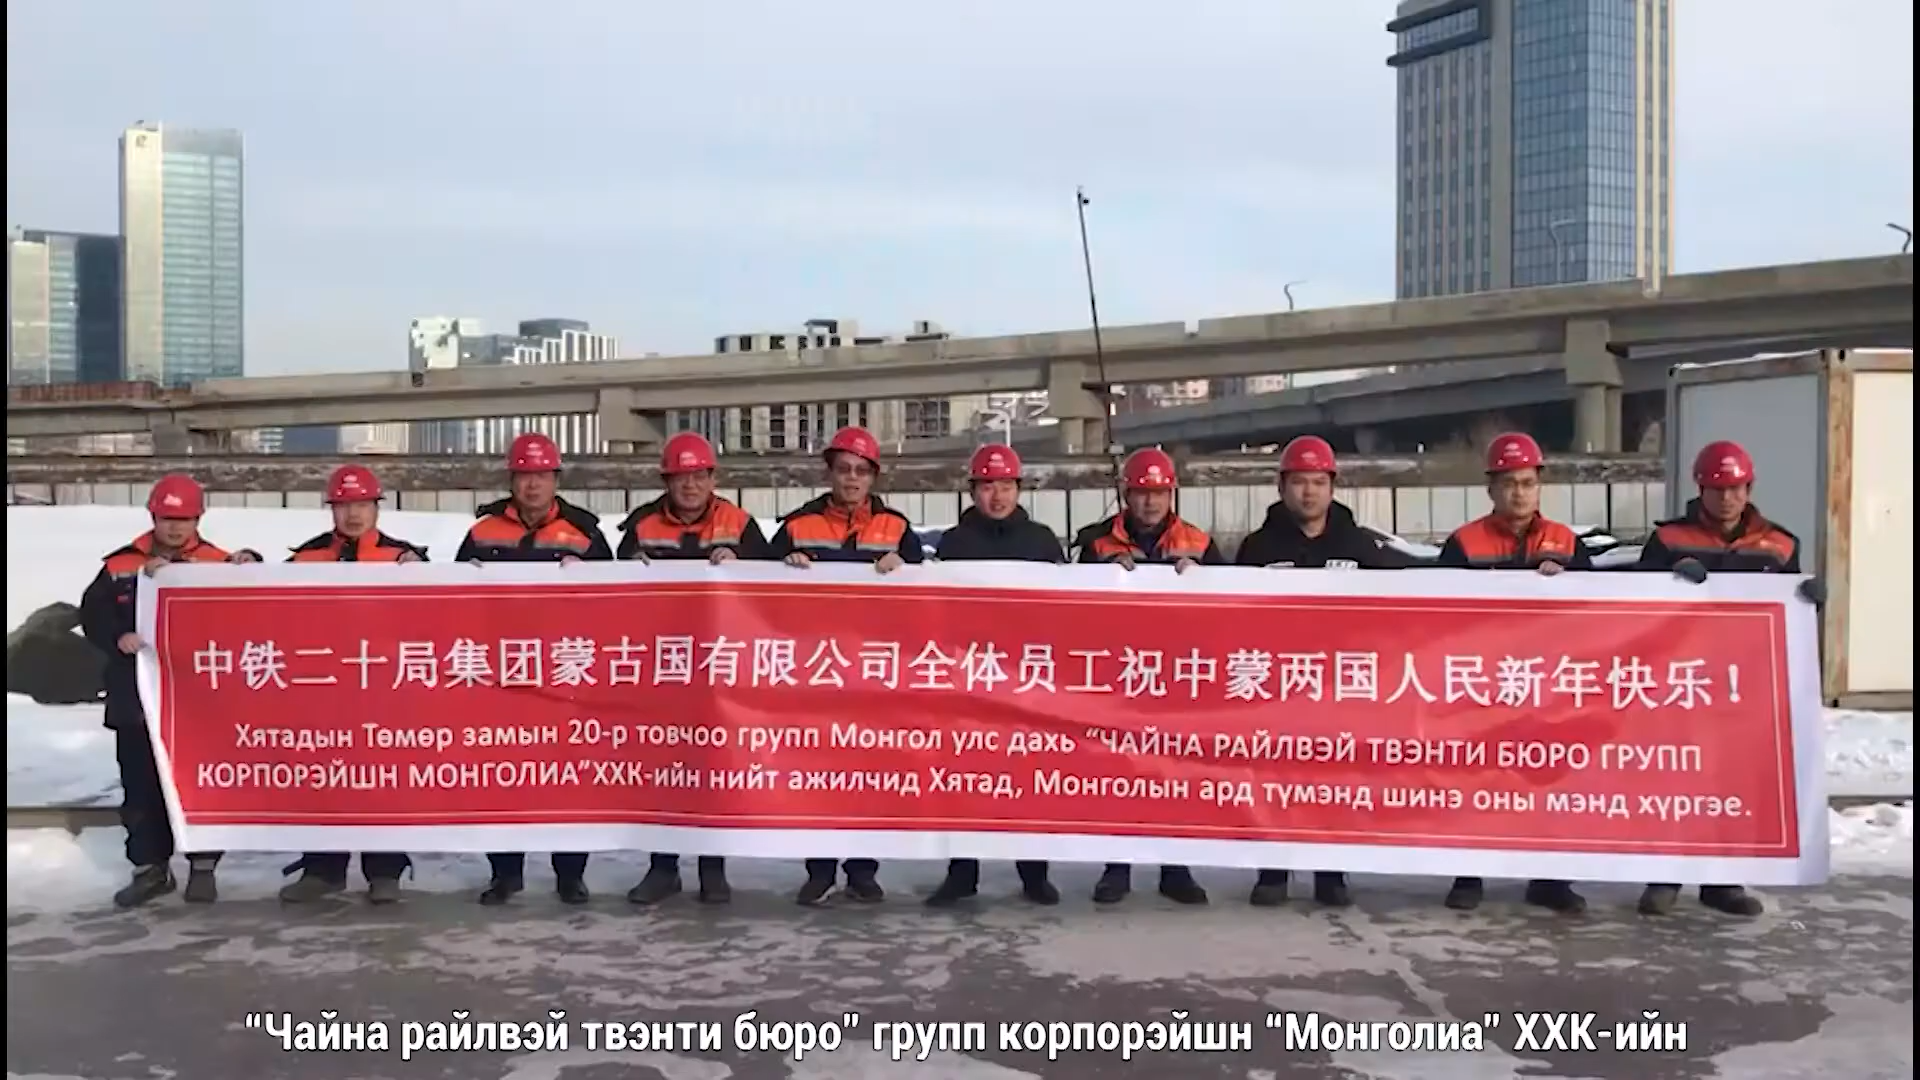 中铁二十局集团蒙古国有限公司全体员工祝中蒙两国人民新年快乐!
Хятадын Төмөр замын 20-р товчоо групп Монгол улс дахь “ЧАЙНА РАЙЛВЭЙ ТВЭНТИ БЮРО ГРУПП
КОРПОРЭЙШН МОНГОЛИА”ХХК-ийн нийт ажилчид Хятад, Монголын ард түмэнд шинэ оны мэнд хүргэе.
“Чайна райлвэй твэнти бюро” групп корпорэйшн “Монголиа” ХХК-ийн